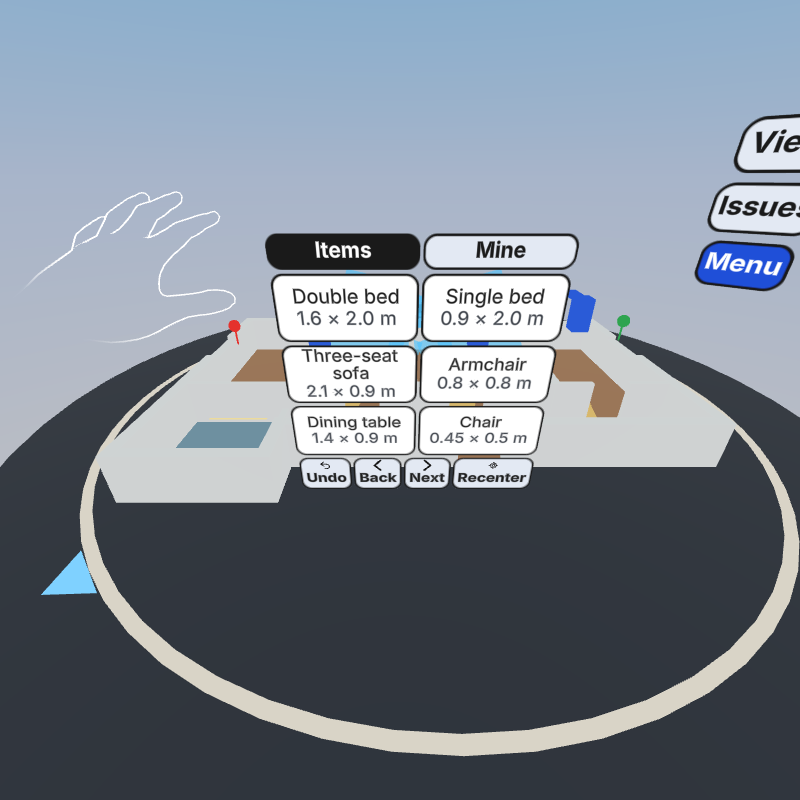 Vie
Issues
Menu
Items
Mine
Double bed
1.6 × 2.0 m
Single bed
0.9 × 2.0 m
Three-seat
sofa
2.1 × 0.9 m
Armchair
0.8 × 0.8 m
Dining table
1.4 × 0.9 m
Chair
0.45 × 0.5 m
Undo
Back
Next
Recenter